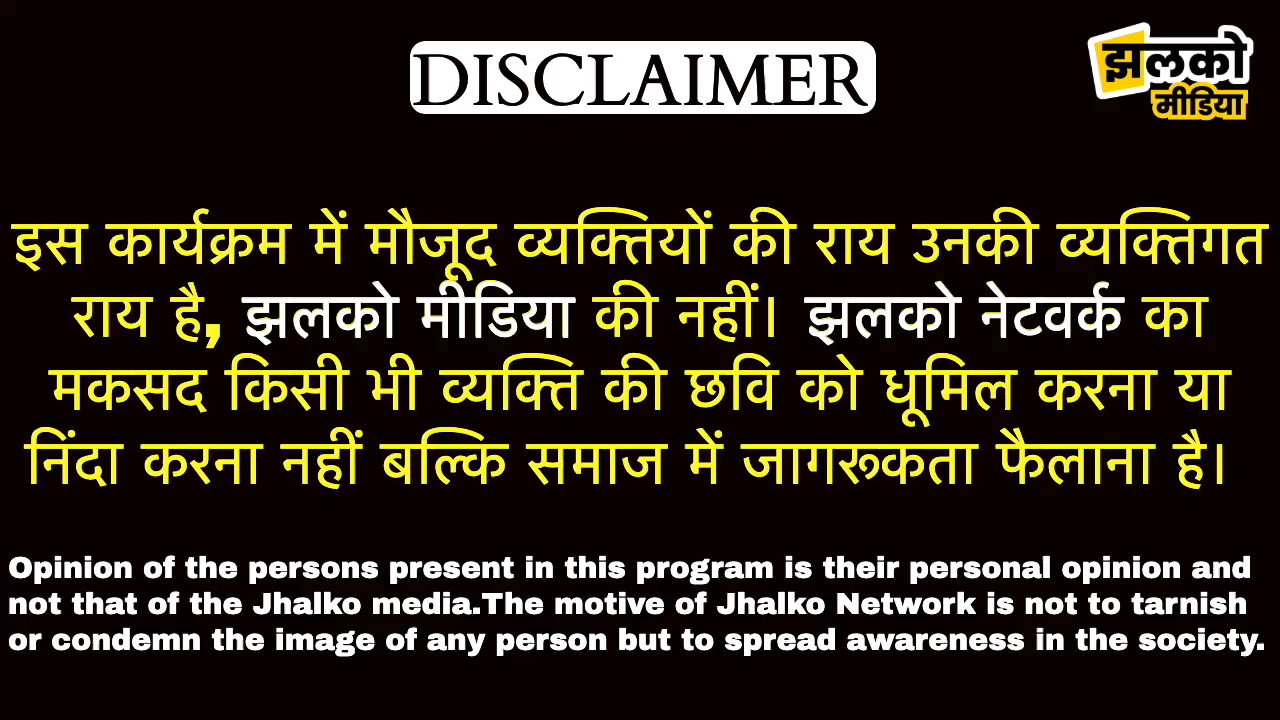 DISCLAIMER
झलको
मीडिया
इस कार्यक्रम में मौजूद व्यक्तियों की राय उनकी व्यक्तिगत
राय है, झलको मीडिया की नहीं। झलको नेटवर्क का
मकसद किसी भी व्यक्ति की छवि को धूमिल करना या
निंदा करना नहीं बल्कि समाज में जागरूकता फैलाना है।
Opinion of the persons present in this program is their personal opinion and
not that of the Jhalko media.The motive of Jhalko Network is not to tarnish
or condemn the image of any person but to spread awareness in the society.